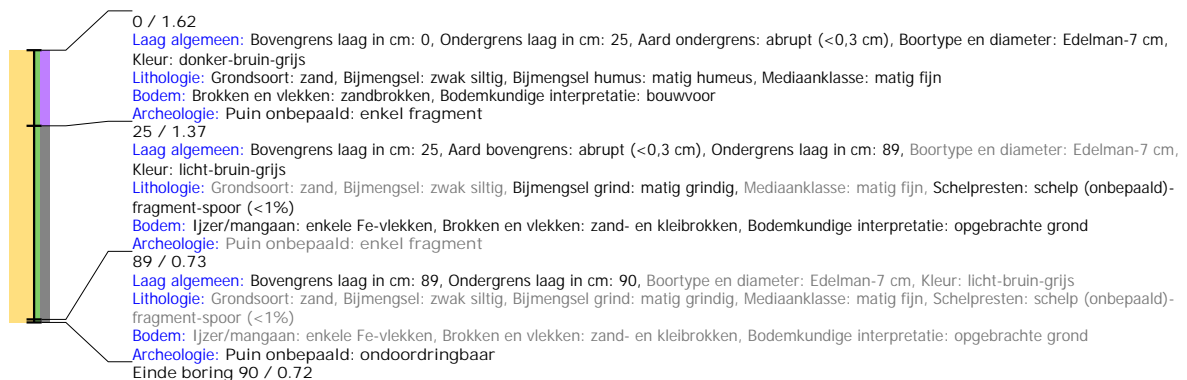 0 / 1.62
Laag algemeen: Bovengrens laag in cm: 0, Ondergrens laag in cm: 25, Aard ondergrens: abrupt (<0,3 cm), Boortype en diameter: Edelman-7 cm,
Kleur: donker-bruin-grijs
Lithologie: Grondsoort: zand, Bijmengsel: zwak siltig, Bijmengsel humus: matig humeus, Mediaanklasse: matig fijn
Bodem: Brokken en vlekken: zandbrokken, Bodemkundige interpretatie: bouwvoor
Archeologie: Puin onbepaald: enkel fragment
25 / 1.37
Laag algemeen: Bovengrens laag in cm: 25, Aard bovengrens: abrupt (<0,3 cm), Ondergrens laag in cm: 89, Boortype en diameter: Edelman-7 cm,
Kleur: licht-bruin-grijs
Lithologie: Grondsoort: zand, Bijmengsel: zwak siltig, Bijmengsel grind: matig grindig, Mediaanklasse: matig fijn, Schelpresten: schelp (onbepaald)-
fragment-spoor (<1%)
Bodem: Ijzer/mangaan: enkele Fe-vlekken, Brokken en vlekken: zand- en kleibrokken, Bodemkundige interpretatie: opgebrachte grond
Archeologie: Puin onbepaald: enkel fragment
89 / 0.73
Laag algemeen: Bovengrens laag in cm: 89, Ondergrens laag in cm: 90, Boortype en diameter: Edelman-7 cm, Kleur: licht-bruin-grijs
Lithologie: Grondsoort: zand, Bijmengsel: zwak siltig, Bijmengsel grind: matig grindig, Mediaanklasse: matig fijn, Schelpresten: schelp (onbepaald)-
fragment-spoor (<1%)
Bodem: Ijzer/mangaan: enkele Fe-vlekken, Brokken en vlekken: zand- en kleibrokken, Bodemkundige interpretatie: opgebrachte grond
Archeologie: Puin onbepaald: ondoordringbaar
Einde boring 90 / 0.72